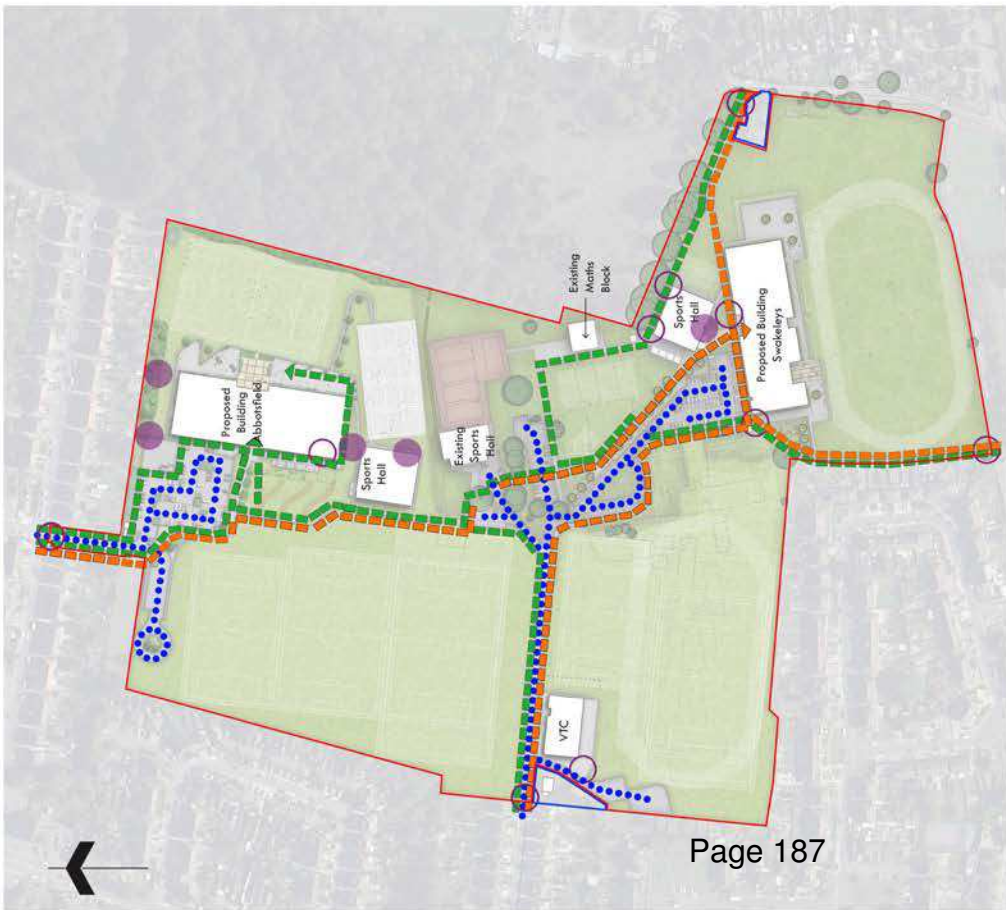 Proposed
Building
Abbotsfield
Sports
Hall
Existing
Sports
Hall
Existing
Maths
Block
Sports
Hall
Proposed Building
Swakeleys
VTC
Page 187